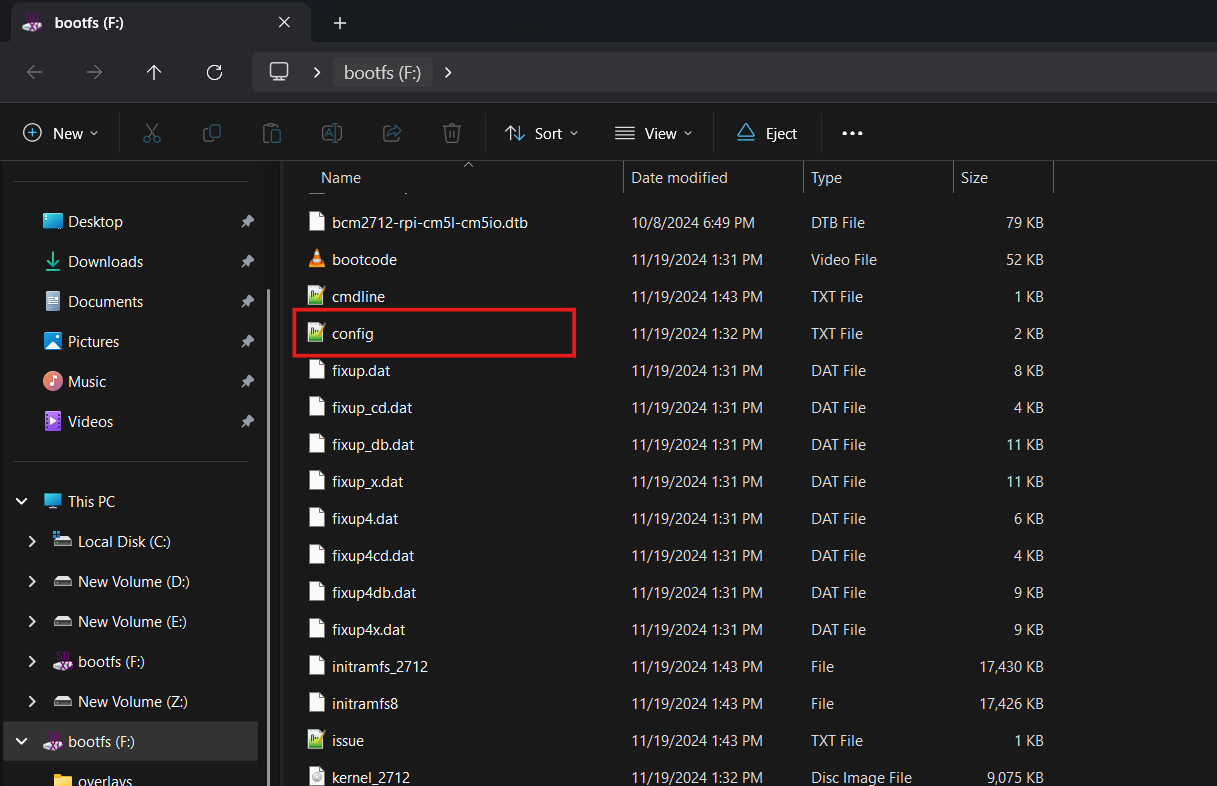 bootfs (F:)
bootfs (F:)
New
Sort
View
Eject
Name Date modified Type Size
Desktop
Downloads
Documents
Pictures
Music
Videos
This PC
Local Disk (C:)
New Volume (D:)
New Volume (E:)
bootfs (F:)
New Volume (Z:)
bootfs (F:)
overlays
bcm2712-rpi-cm5l-cm5io.dtb 10/8/2024 6:49 PM DTB File 79 KB
bootcode 11/19/2024 1:31 PM Video File 52 KB
cmdline 11/19/2024 1:43 PM TXT File 1 KB
config 11/19/2024 1:32 PM TXT File 2 KB
fixup.dat 11/19/2024 1:31 PM DAT File 8 KB
fixup_cd.dat 11/19/2024 1:31 PM DAT File 4 KB
fixup_db.dat 11/19/2024 1:31 PM DAT File 11 KB
fixup_x.dat 11/19/2024 1:31 PM DAT File 11 KB
fixup4.dat 11/19/2024 1:31 PM DAT File 6 KB
fixup4cd.dat 11/19/2024 1:31 PM DAT File 4 KB
fixup4db.dat 11/19/2024 1:31 PM DAT File 9 KB
fixup4x.dat 11/19/2024 1:31 PM DAT File 9 KB
initramfs_2712 11/19/2024 1:43 PM File 17,430 KB
initramfs8 11/19/2024 1:43 PM File 17,426 KB
issue 11/19/2024 1:43 PM TXT File 1 KB
kernel_2712 11/19/2024 1:32 PM Disc Image File 9,075 KB